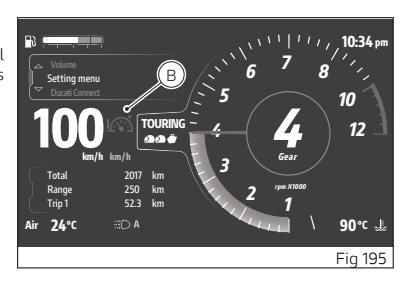 l
s
10:34 pm
Volume
Setting menu
Ducati Connect
B
100
km/h km/h
TOURING
Total 2017 km
Range 250 km
Trip 1 52.3 km
Air 24°C
A
1
2
3
4
5
6
7
8
10
12
4
Gear
rpm X1000
90°C
Fig 195